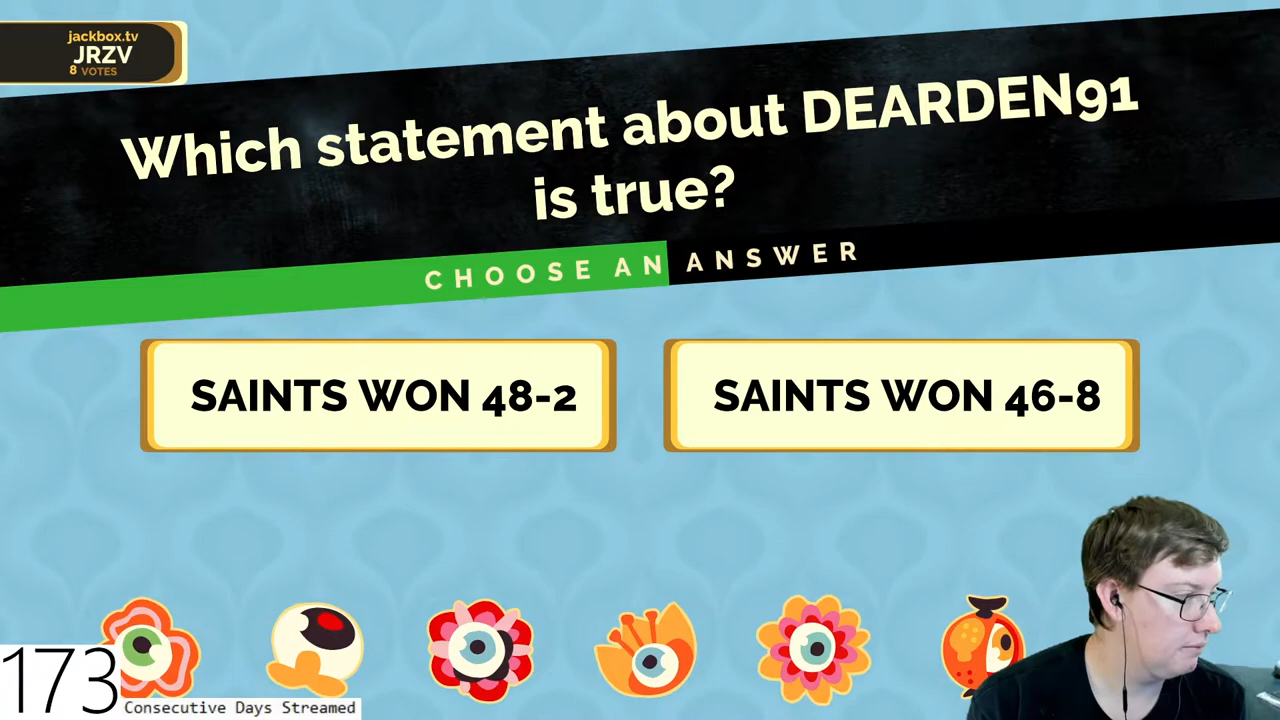 jackbox.tv
JRZV
8 VOTES
Which statement about DEARDEN91
is true?
CHOOSE AN ANSWER
SAINTS WON 48-2
SAINTS WON 46-8
173
Consecutive Days Streamed